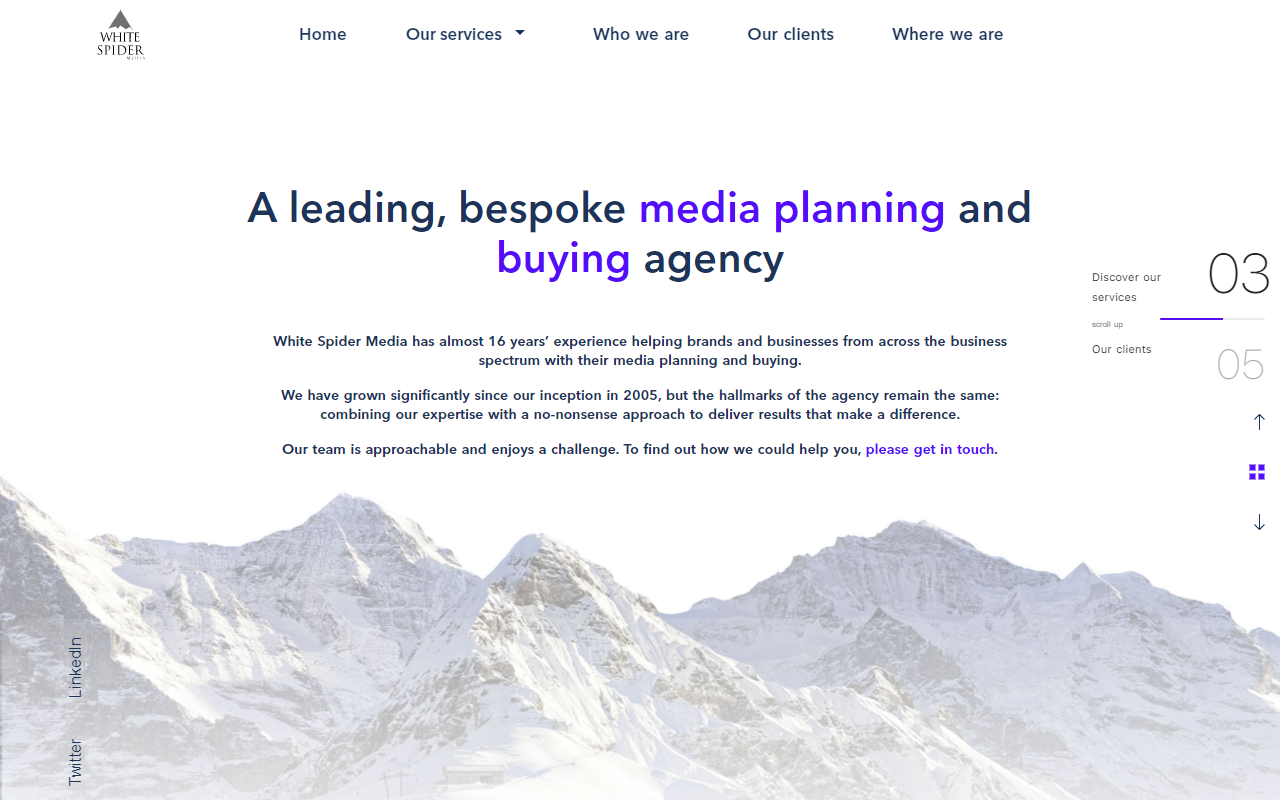 WHITE
SPIDER
MEDIA
Home
Our services
Who we are
Our clients
Where we are
A leading, bespoke media planning and
buying agency
White Spider Media has almost 16 years’ experience helping brands and businesses from across the business
spectrum with their media planning and buying.
We have grown significantly since our inception in 2005, but the hallmarks of the agency remain the same:
combining our expertise with a no-nonsense approach to deliver results that make a difference.
Our team is approachable and enjoys a challenge. To find out how we could help you, please get in touch.
Discover our
services
03
scroll up
Our clients
05
LinkedIn
Twitter